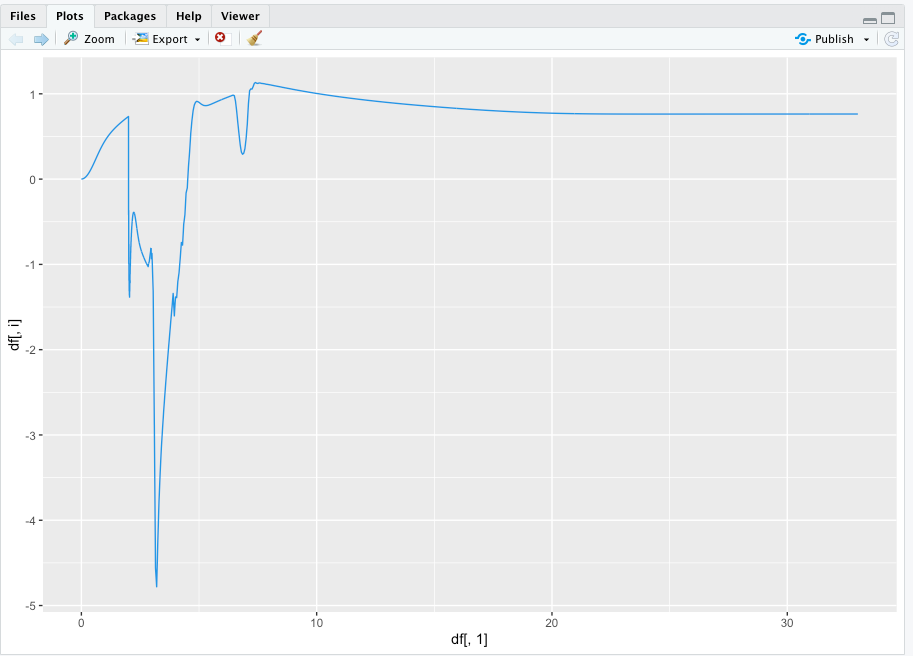 Files Plots Packages Help Viewer
Zoom Export Publish
1
0
-1
-2
-3
-4
-5
df[, i]
0 10 20 30
df[, 1]